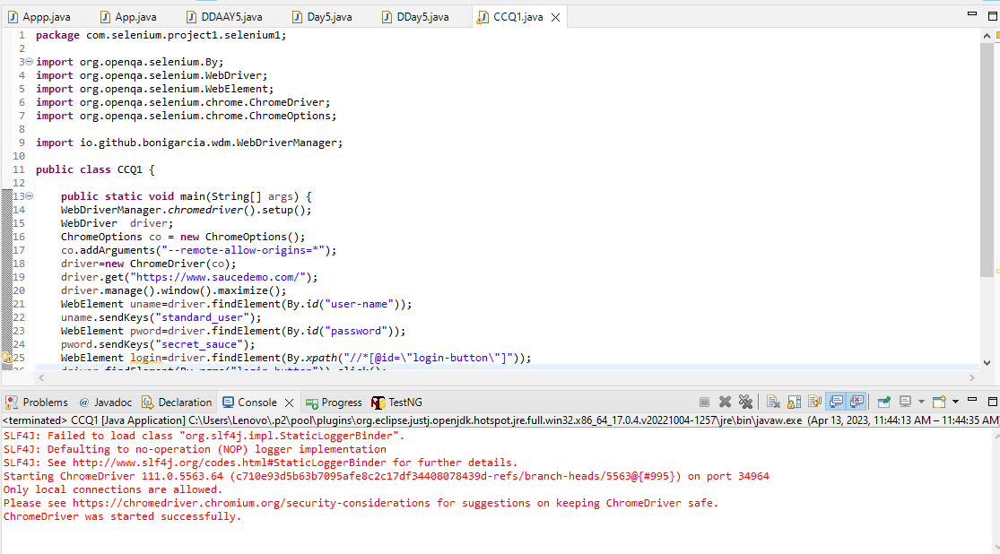 Appp.java App.java DDAAY5.java Day5.java DDay5.java CCQ1.java
1 package com.selenium.project1.selenium1;
2
3 import org.openqa.selenium.By;
4 import org.openqa.selenium.WebDriver;
5 import org.openqa.selenium.WebElement;
6 import org.openqa.selenium.chrome.ChromeDriver;
7 import org.openqa.selenium.chrome.ChromeOptions;
8
9 import io.github.bonigarcia.wdm.WebDriverManager;
10
11 public class CCQ1 {
12
13 public static void main(String[] args) {
14 WebDriverManager.chromedriver().setup();
15 WebDriver  driver;
16 ChromeOptions co = new ChromeOptions();
17 co.addArguments("--remote-allow-origins=*");
18 driver=new ChromeDriver(co);
19 driver.get("https://www.saucedemo.com/");
20 driver.manage().window().maximize();
21 WebElement uname=driver.findElement(By.id("user-name"));
22 uname.sendKeys("standard_user");
23 WebElement pword=driver.findElement(By.id("password"));
24 pword.sendKeys("secret_sauce");
25 WebElement login=driver.findElement(By.xpath("//*[@id=\"login-button\"]"));
Problems Javadoc Declaration Console Progress TestNG
<terminated> CCQ1 [Java Application] C:\Users\Lenovo\.p2\pool\plugins\org.eclipse.justj.openjdk.hotspot.jre.full.win32.x86_64_17.0.4.v20221004-1257\jre\bin\javaw.exe (Apr 13, 2023, 11:44:13 AM – 11:44:35 AM)
SLF4J: Failed to load class "org.slf4j.impl.StaticLoggerBinder".
SLF4J: Defaulting to no-operation (NOP) logger implementation
SLF4J: See http://www.slf4j.org/codes.html#StaticLoggerBinder for further details.
Starting ChromeDriver 111.0.5563.64 (c710e93d5b63b7095afe8c2c17df34408078439d-refs/branch-heads/5563@{#995}) on port 34964
Only local connections are allowed.
Please see https://chromedriver.chromium.org/security-considerations for suggestions on keeping ChromeDriver safe.
ChromeDriver was started successfully.